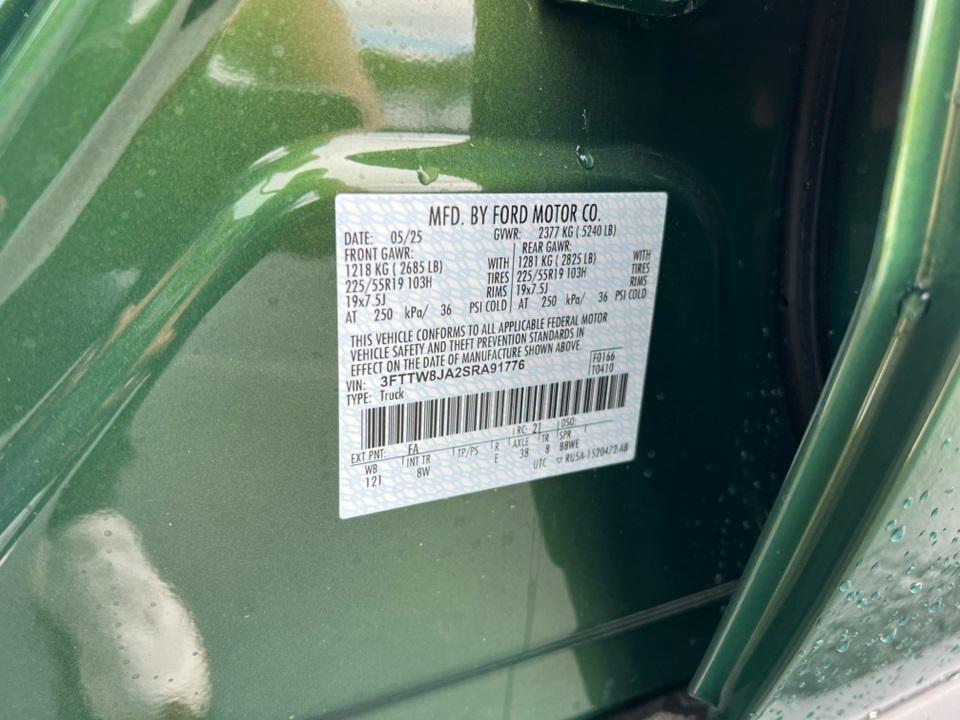 MFD. BY FORD MOTOR CO.
DATE: 05/25 GVWR: 2377 KG ( 5240 LB)
FRONT GAWR: REAR GAWR:
1218 KG ( 2685 LB) WITH 1281 KG ( 2825 LB) WITH
225/55R19 103H TIRES 225/55R19 103H TIRES
19x7.5J RIMS 19x7.5J RIMS
AT 250 kPa/ 36 PSI COLD AT 250 kPa/ 36 PSI COLD
THIS VEHICLE CONFORMS TO ALL APPLICABLE FEDERAL MOTOR
VEHICLE SAFETY AND THEFT PREVENTION STANDARDS IN
EFFECT ON THE DATE OF MANUFACTURE SHOWN ABOVE.
VIN: 3FTTW8JA2SRA91776 F0166
TYPE: Truck T0410
EXT PNT: FA RC: 21 DSO:
WB INT TR TP/PS R AXLE TR SPR
121 8W E 38 8 BBWE
UTC ▽ RU5A-1520472-AB